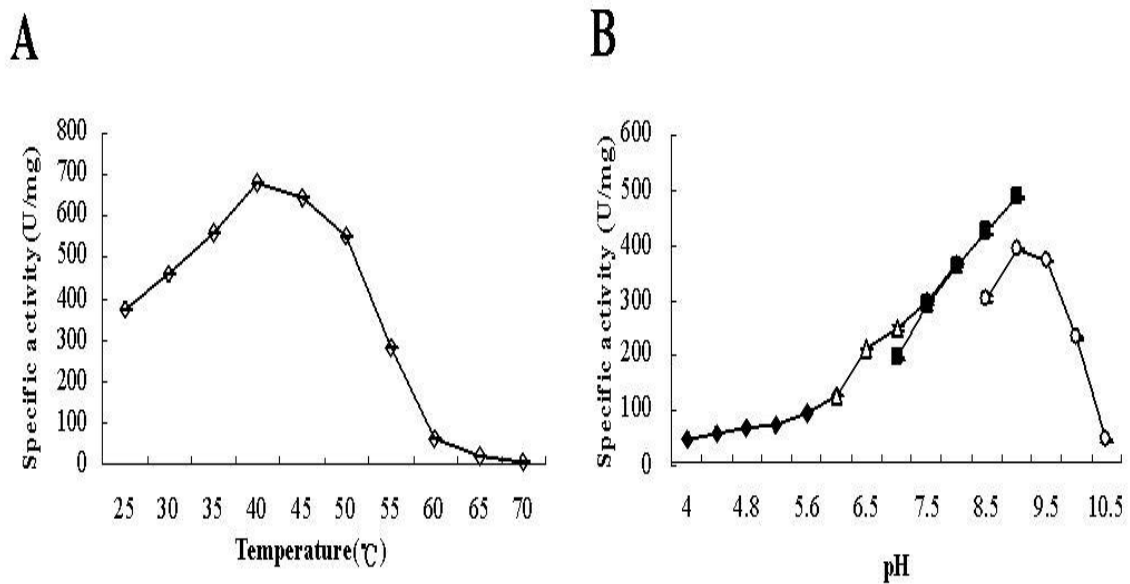 A
B
Specific activity(U/mg)
800
700
600
500
400
300
200
100
0
25 30 35 40 45 50 55 60 65 70
Temperature(℃)
Specific activity (U/mg)
600
500
400
300
200
100
0
4 4.8 5.6 6.5 7.5 8.5 9.5 10.5
pH